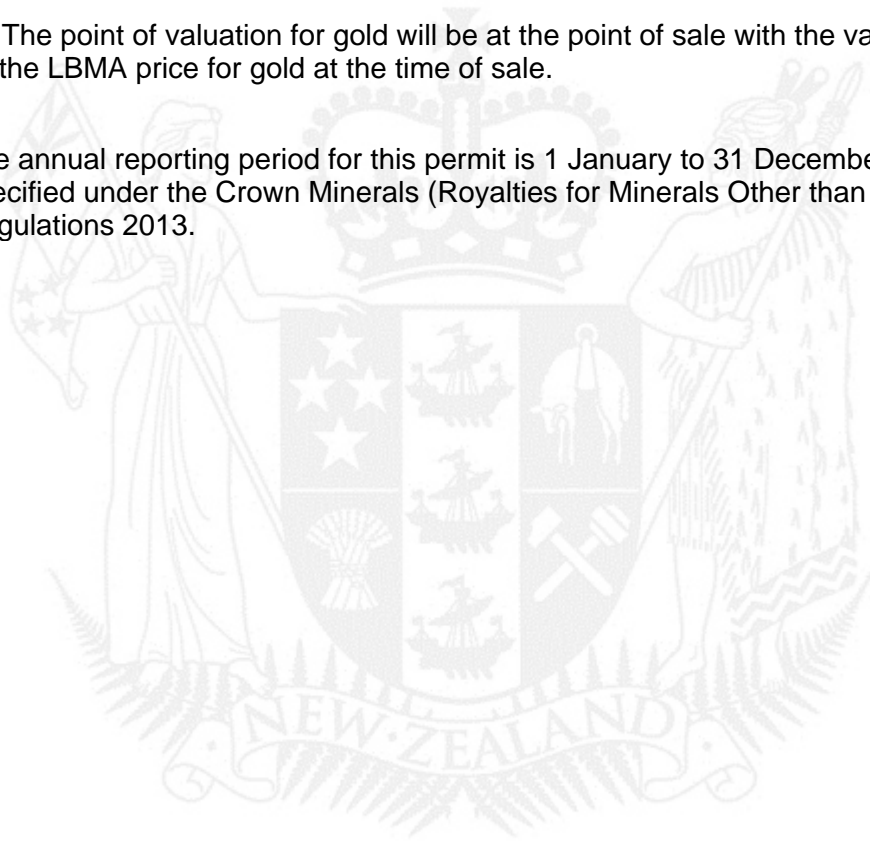 The point of valuation for gold will be at the point of sale with the va
the LBMA price for gold at the time of sale.
e annual reporting period for this permit is 1 January to 31 Decembe
ecified under the Crown Minerals (Royalties for Minerals Other than
gulations 2013.
NEW·ZEALAND